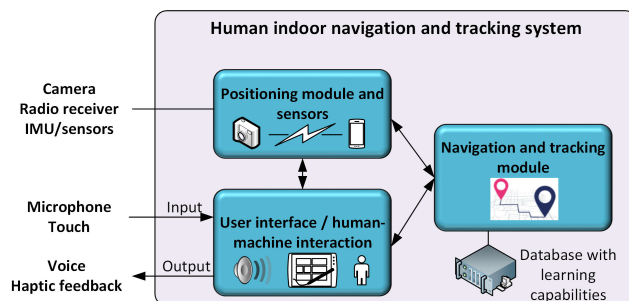 Human indoor navigation and tracking system
Camera
Radio receiver
IMU/sensors
Positioning module and
sensors
Navigation and tracking
module
Microphone
Touch
Input
User interface / human-
machine interaction
Voice
Haptic feedback
Output
Database with
learning
capabilities